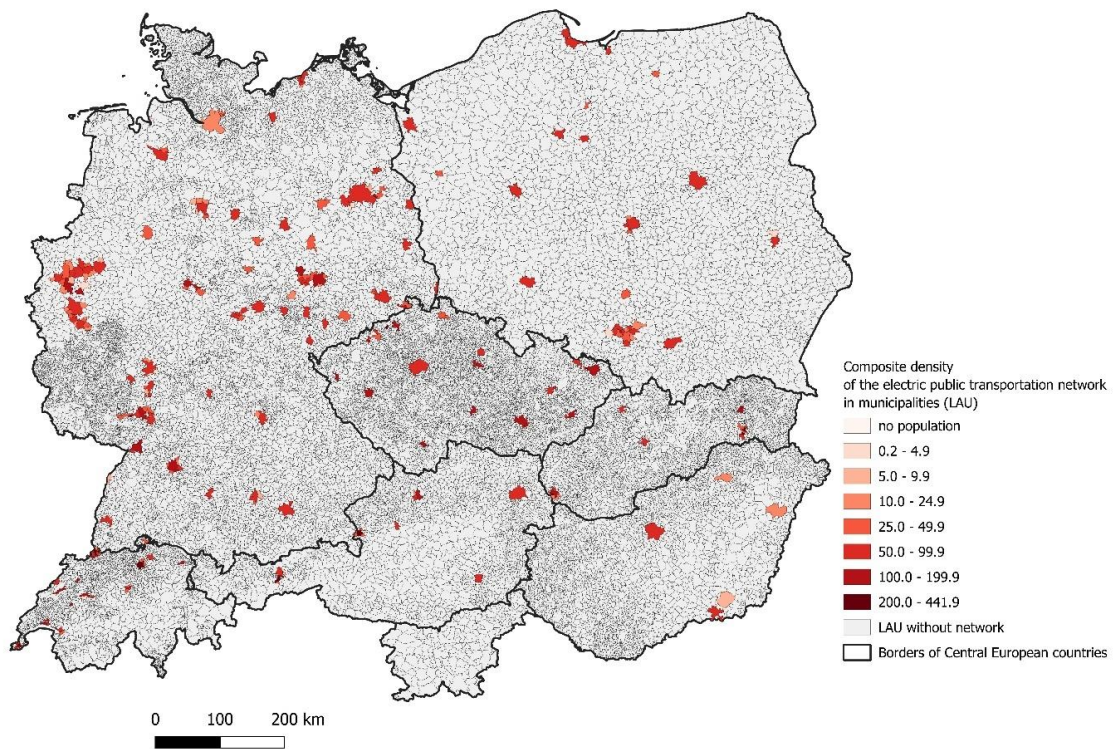 Composite density
of the electric public transportation network
in municipalities (LAU)
no population
0.2 - 4.9
5.0 - 9.9
10.0 - 24.9
25.0 - 49.9
50.0 - 99.9
100.0 - 199.9
200.0 - 441.9
LAU without network
Borders of Central European countries
0 100 200 km